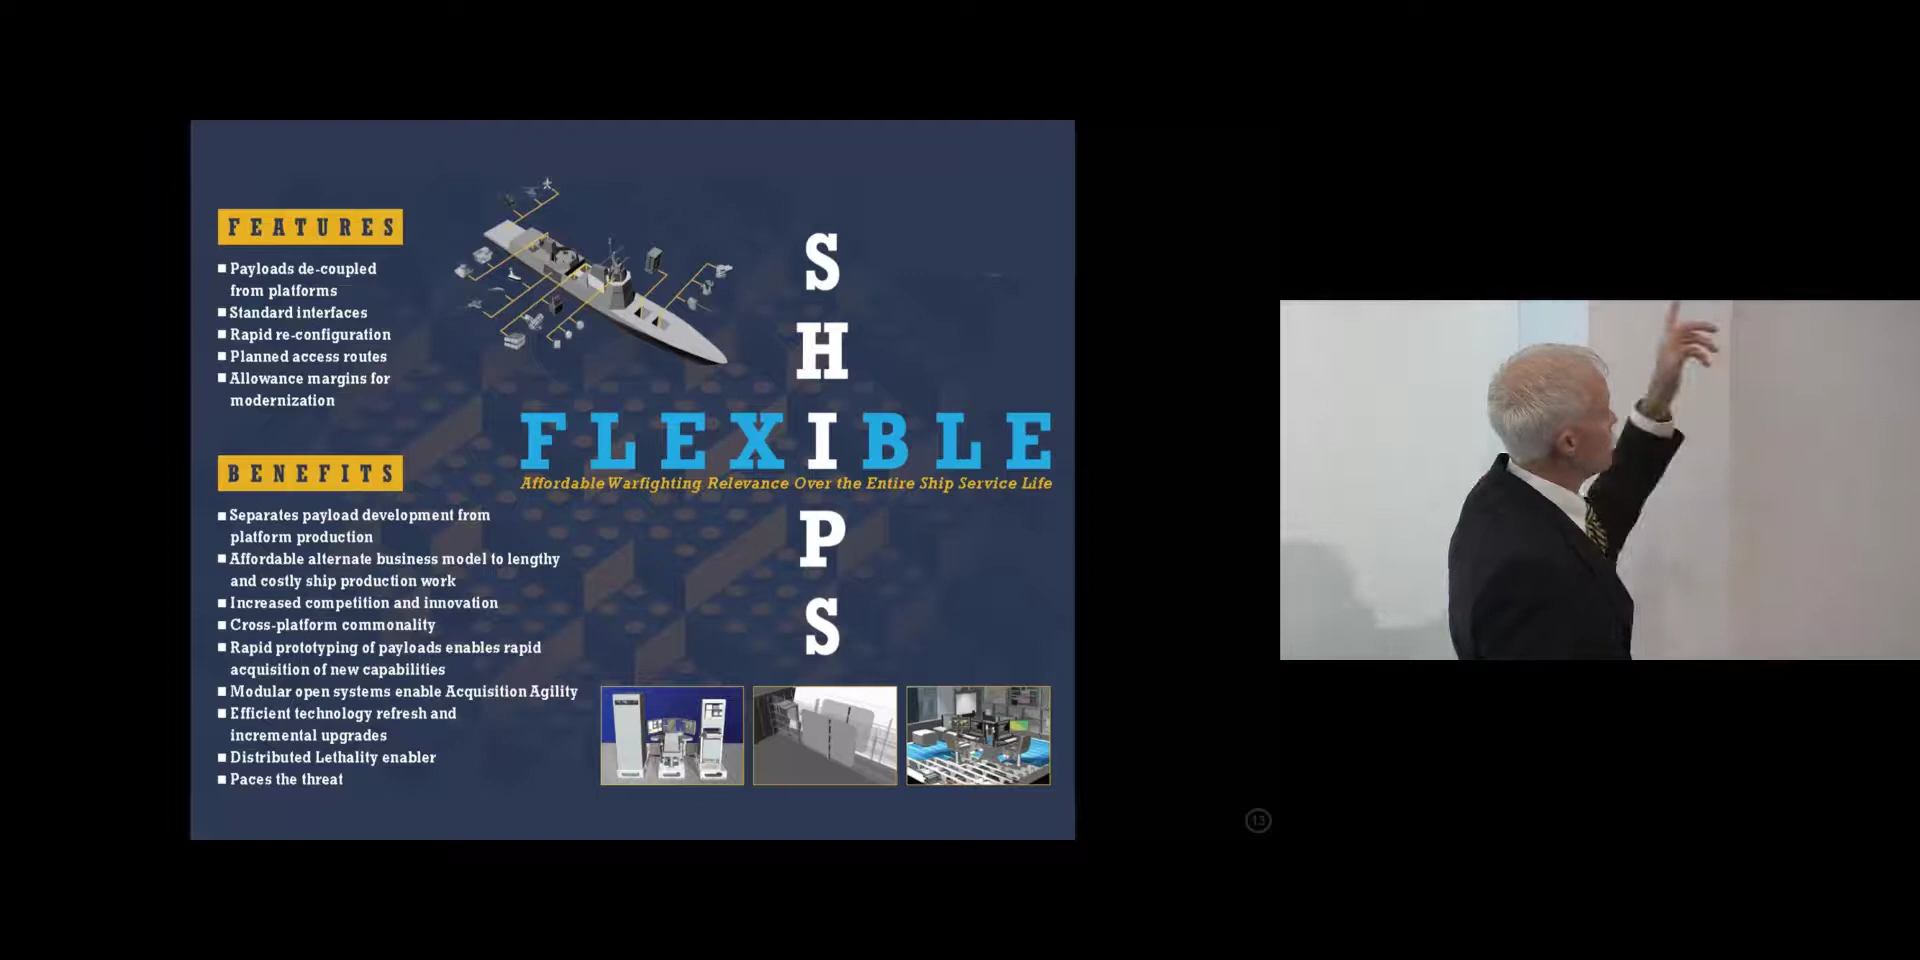 FEATURES
Payloads de-coupled
from platforms
Standard interfaces
Rapid re-configuration
Planned access routes
Allowance margins for
modernization
BENEFITS
Separates payload development from
platform production
Affordable alternate business model to lengthy
and costly ship production work
Increased competition and innovation
Cross-platform commonality
Rapid prototyping of payloads enables rapid
acquisition of new capabilities
Modular open systems enable Acquisition Agility
Efficient technology refresh and
incremental upgrades
Distributed Lethality enabler
Paces the threat
SHIPS
FLEXIBLE
Affordable Warfighting Relevance Over the Entire Ship Service Life
13